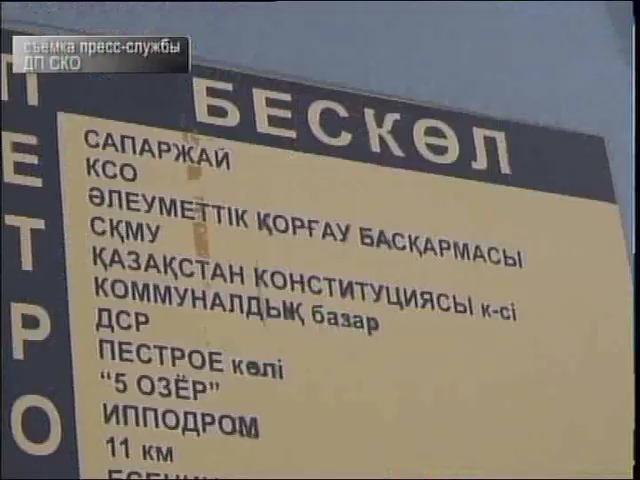 съемка пресс-службы
ДП СКО
БЕСКӨЛ
ПЕТРО
САПАРЖАЙ
КСО
ӘЛЕУМЕТТІК ҚОРҒАУ БАСҚАРМАСЫ
СҚМУ
ҚАЗАҚСТАН КОНСТИТУЦИЯСЫ к-сі
КОММУНАЛДЫҚ базар
ДСР
ПЕСТРОЕ көлі
“5 ОЗЁР”
ИППОДРОМ
11 км